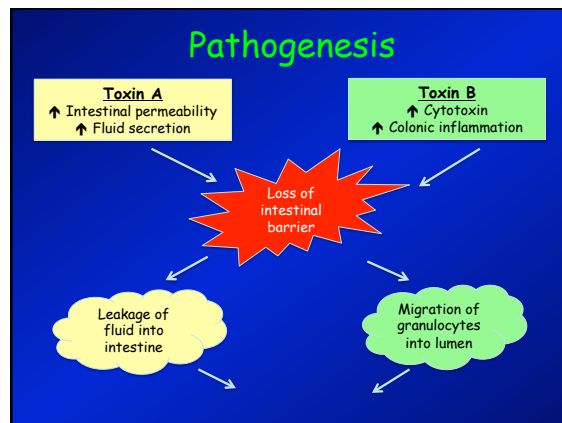 Pathogenesis
Toxin A
↑ Intestinal permeability
↑ Fluid secretion
Toxin B
↑ Cytotoxin
↑ Colonic inflammation
Loss of
intestinal
barrier
Leakage of
fluid into
intestine
Migration of
granulocytes
into lumen